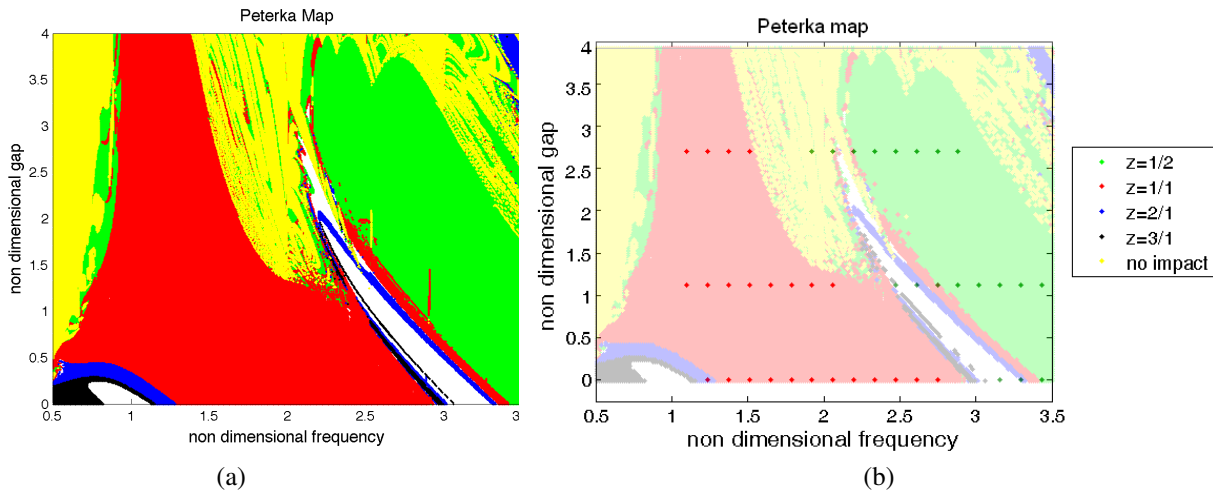 Peterka Map
4
3.5
3
2.5
2
1.5
1
0.5
0
non dimensional gap
0.5
1
1.5
2
2.5
3
3
non dimensional frequency
(a)
Peterka map
4
3.5
3
2.5
2
1.5
1
0.5
0
non dimensional gap
0.5
1
1.5
2
2.5
3
3.5
non dimensional frequency
(b)
z=1/2
z=1/1
z=2/1
z=3/1
no impact